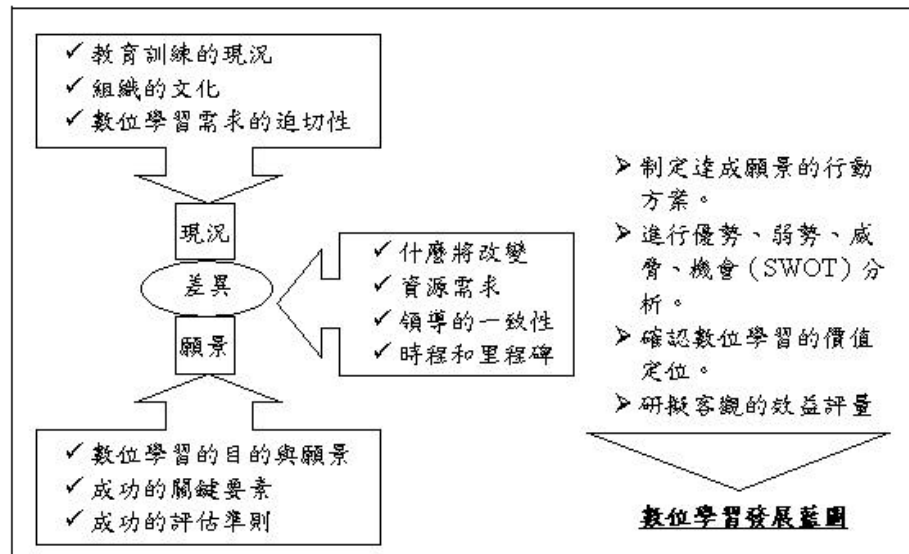 ✓ 教育訓練的現況
✓ 組織的文化
✓ 數位學習需求的迫切性
現況
差異
願景
✓ 什麼將改變
✓ 資源需求
✓ 領導的一致性
✓ 時程和里程碑
✓ 數位學習的目的與願景
✓ 成功的關鍵要素
✓ 成功的評估準則
➢ 制定達成願景的行動
方案。
➢ 進行優勢、弱勢、威
脅、機會(SWOT)分
析。
➢ 確認數位學習的價值
定位。
➢ 研擬客觀的效益評量
數位學習發展藍圖